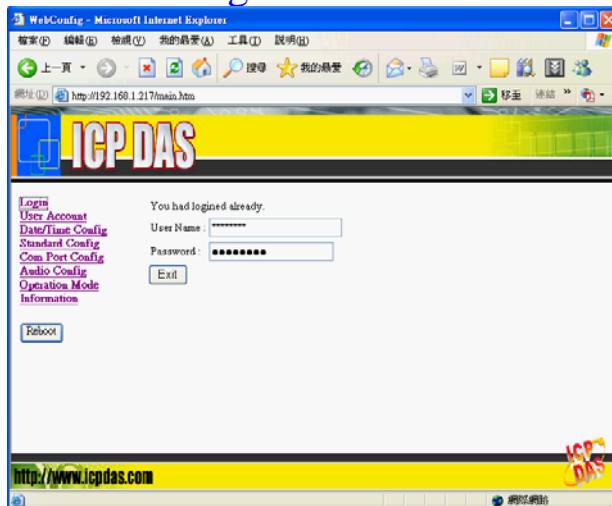 WebConfig - Microsoft Internet Explorer
檔案(F) 編輯(E) 檢視(V) 我的最愛(A) 工具(T) 說明(H)
上一頁 搜尋 我的最愛
網址(D) http://192.168.1.217/main.htm 移至 連結 »
ICP DAS
Login
User Account
Date/Time Config
Standard Config
Com Port Config
Audio Config
Operation Mode
Information
Reboot
You had logined already.
User Name : ********
Password : ●●●●●●●●
Exit
ICP DAS
http://www.icpdas.com
網際網路